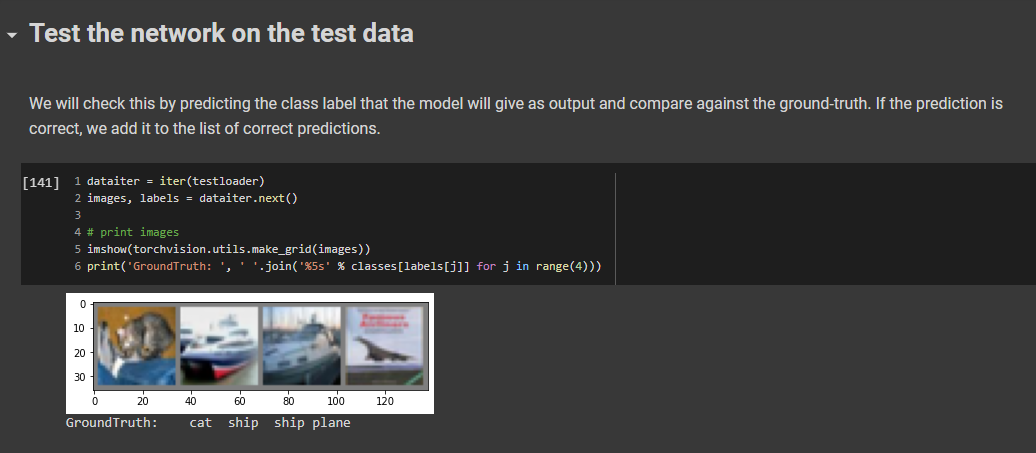 Test the network on the test data
We will check this by predicting the class label that the model will give as output and compare against the ground-truth. If the prediction is
correct, we add it to the list of correct predictions.
[141]
1 dataiter = iter(testloader)
2 images, labels = dataiter.next()
3
4 # print images
5 imshow(torchvision.utils.make_grid(images))
6 print('GroundTruth: ', ' '.join('%5s' % classes[labels[j]] for j in range(4)))
0
10
20
30
0 20 40 60 80 100 120
GroundTruth:    cat  ship  ship plane